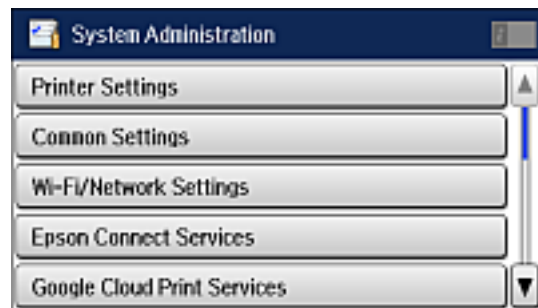 System Administration
Printer Settings
Common Settings
Wi-Fi/Network Settings
Epson Connect Services
Google Cloud Print Services